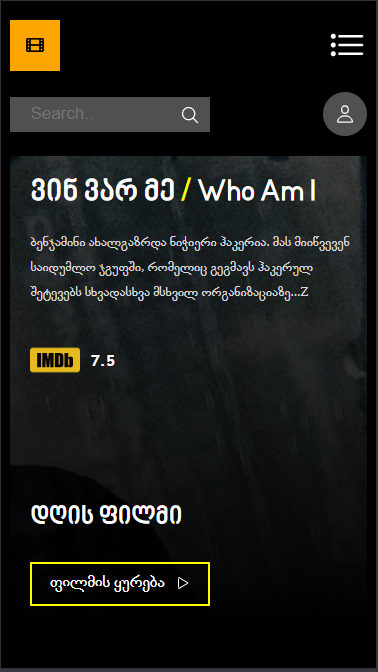 Search..
ᲕᲘᲜ ᲕᲐᲠ ᲛᲔ / Who Am I
ბენჯამინი ახალგაზრდა ნიჭიერი ჰაკერია. მას მიიწვევენ
საიდუმლო ჯგუფში, რომელიც გეგმავს ჰაკერულ
შეტევებს სხვადასხვა მსხვილ ორგანიზაციაზე...Z
IMDb 7.5
ᲓᲦᲘᲡ ᲤᲘᲚᲛᲘ
ფილმის ყურება